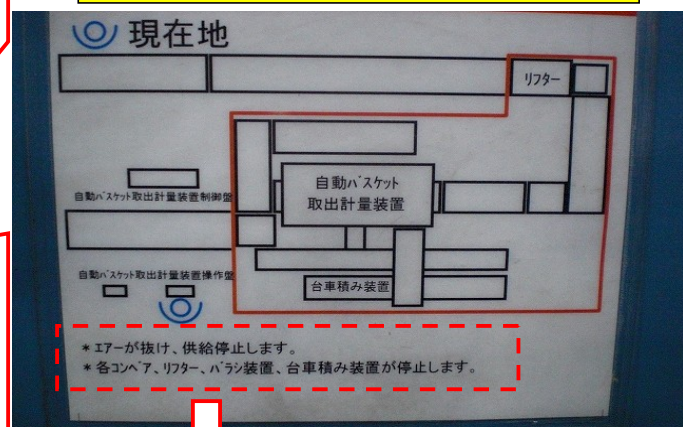 現在地
リフター
自動バスケット
取出計量装置
自動バスケット取出計量装置制御盤
自動バスケット取出計量装置操作盤
台車積み装置
*エアーが抜け、供給停止します。
*各コンベア、リフター、バラシ装置、台車積み装置が停止します。